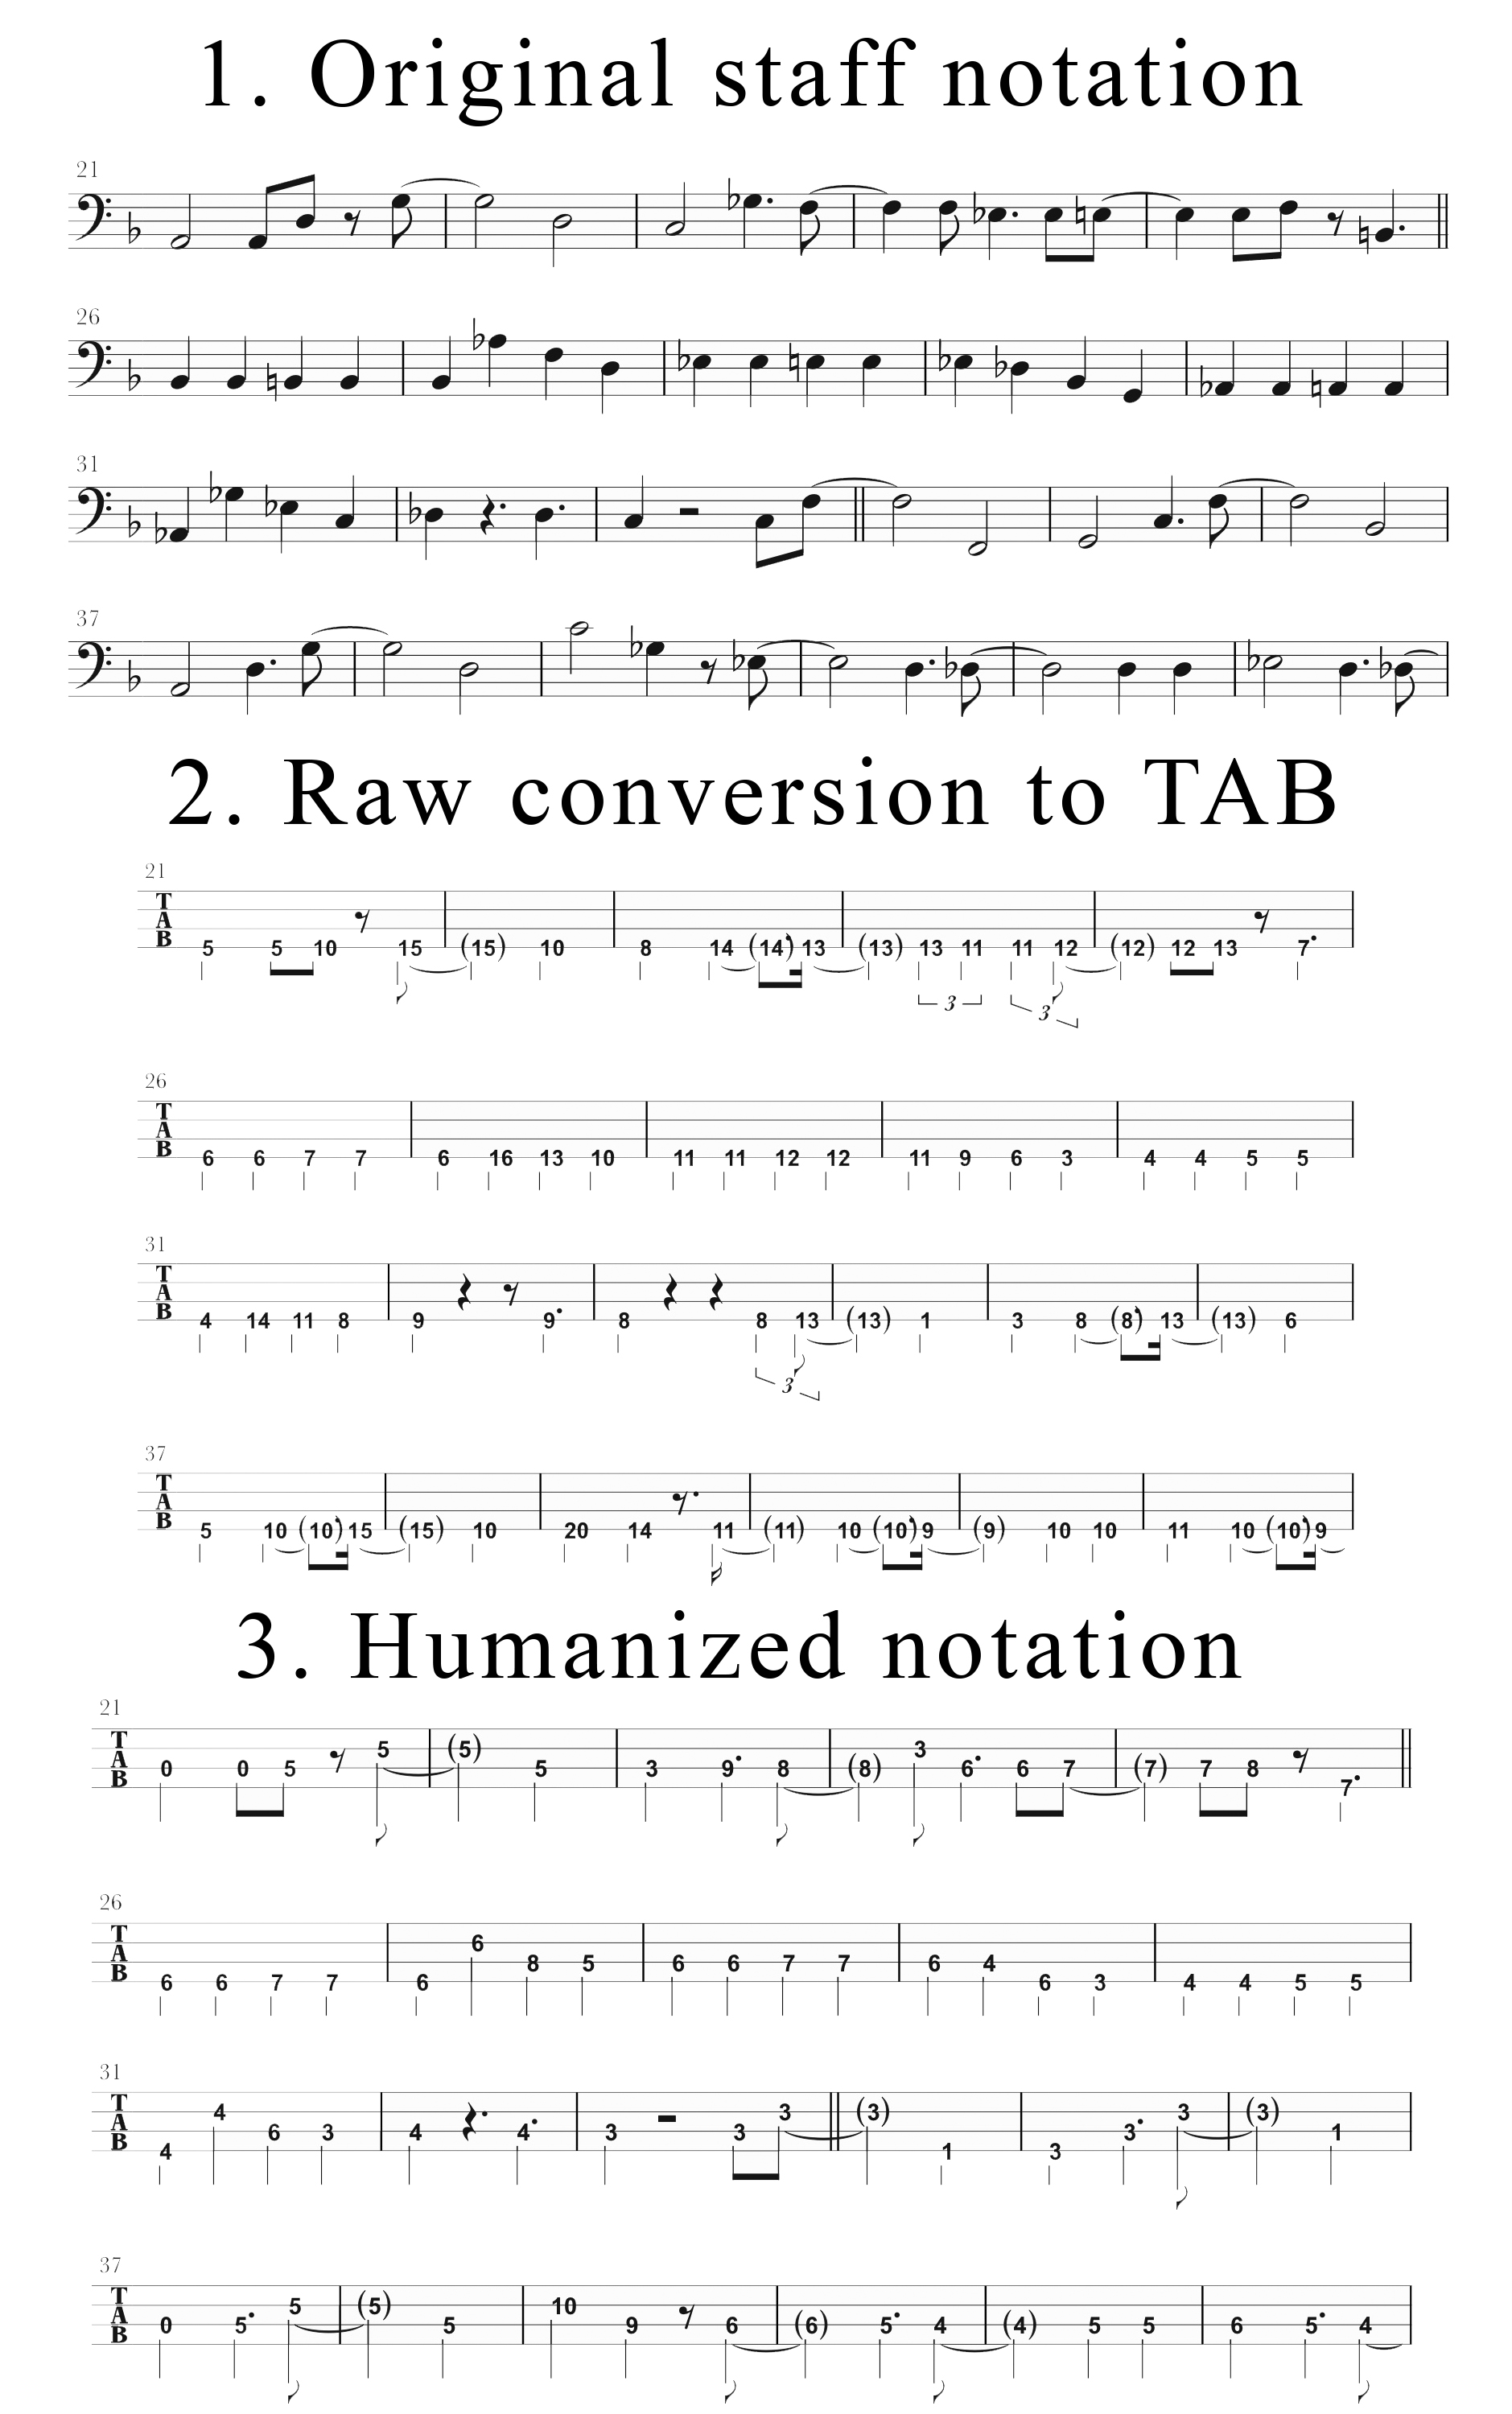 1. Original staff notation
21
26
31
37
2. Raw conversion to TAB
21
TAB
5 5 10 15 (15) 10 8 14 (14) 13 (13) 13 11 11 12 (12) 12 13 7
3 3
26
TAB
6 6 7 7 6 16 13 10 11 11 12 12 11 9 6 3 4 4 5 5
31
TAB
4 14 11 8 9 9 8 8 13 (13) 1 3 8 (8) 13 (13) 6
3
37
TAB
5 10 (10) 15 (15) 10 20 14 11 (11) 10 (10) 9 (9) 10 10 11 10 (10) 9
3. Humanized notation
21
TAB
0 0 5 5 (5) 5 3 9 8 (8) 3 6 6 7 (7) 7 8 7
26
TAB
6 6 7 7 6 6 8 5 6 6 7 7 6 4 6 3 4 4 5 5
31
TAB
4 4 6 3 4 4 3 3 3 (3) 1 3 3 3 (3) 1
37
TAB
0 5 5 (5) 5 10 9 6 (6) 5 4 (4) 5 5 6 5 4